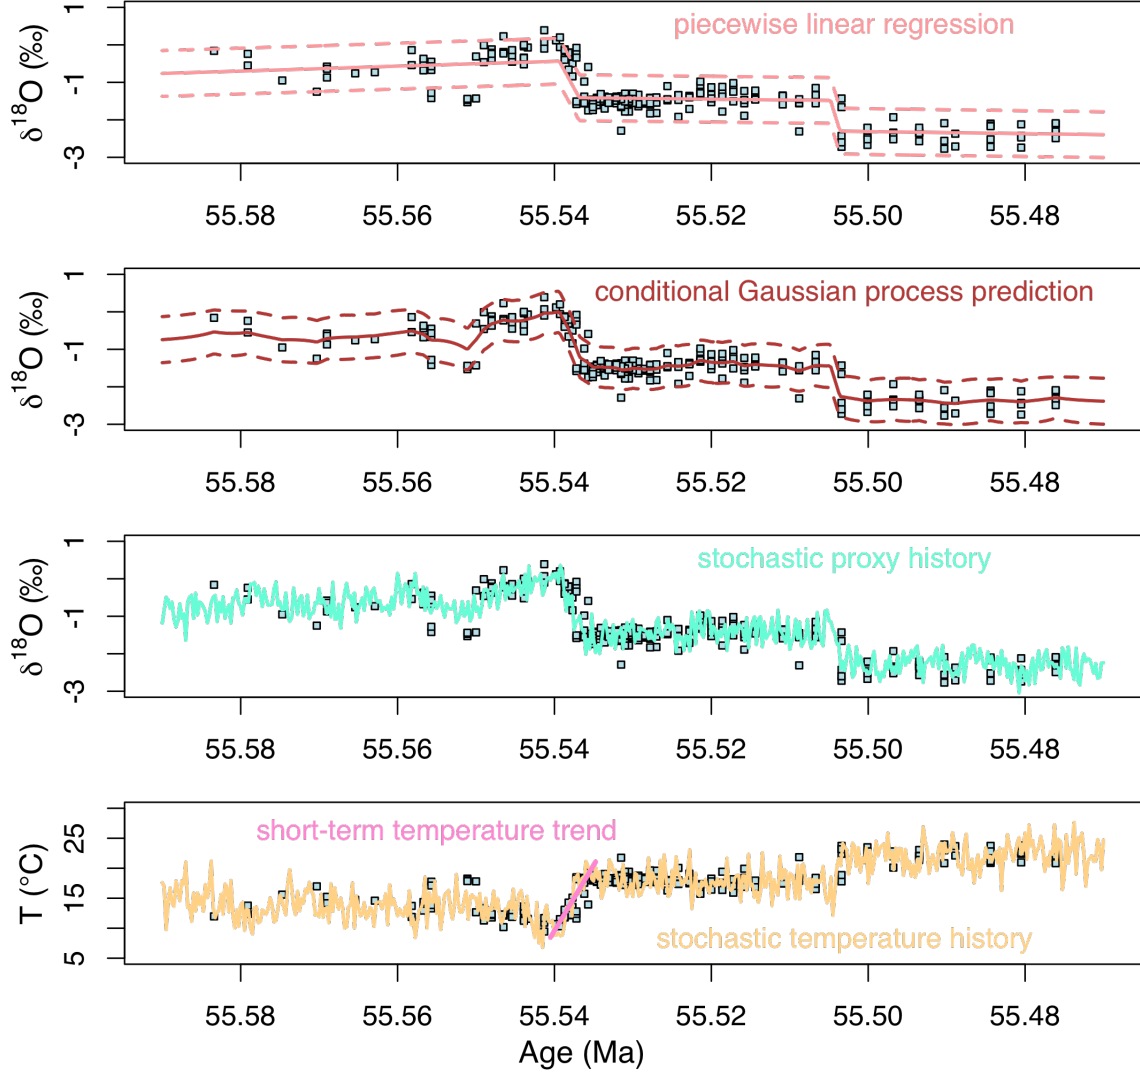 piecewise linear regression
δ¹⁸O (‰)
1
-1
-3
55.58 55.56 55.54 55.52 55.50 55.48
conditional Gaussian process prediction
δ¹⁸O (‰)
1
-1
-3
55.58 55.56 55.54 55.52 55.50 55.48
stochastic proxy history
δ¹⁸O (‰)
1
-1
-3
55.58 55.56 55.54 55.52 55.50 55.48
short-term temperature trend
T (°C)
25
15
5
stochastic temperature history
55.58 55.56 55.54 55.52 55.50 55.48
Age (Ma)